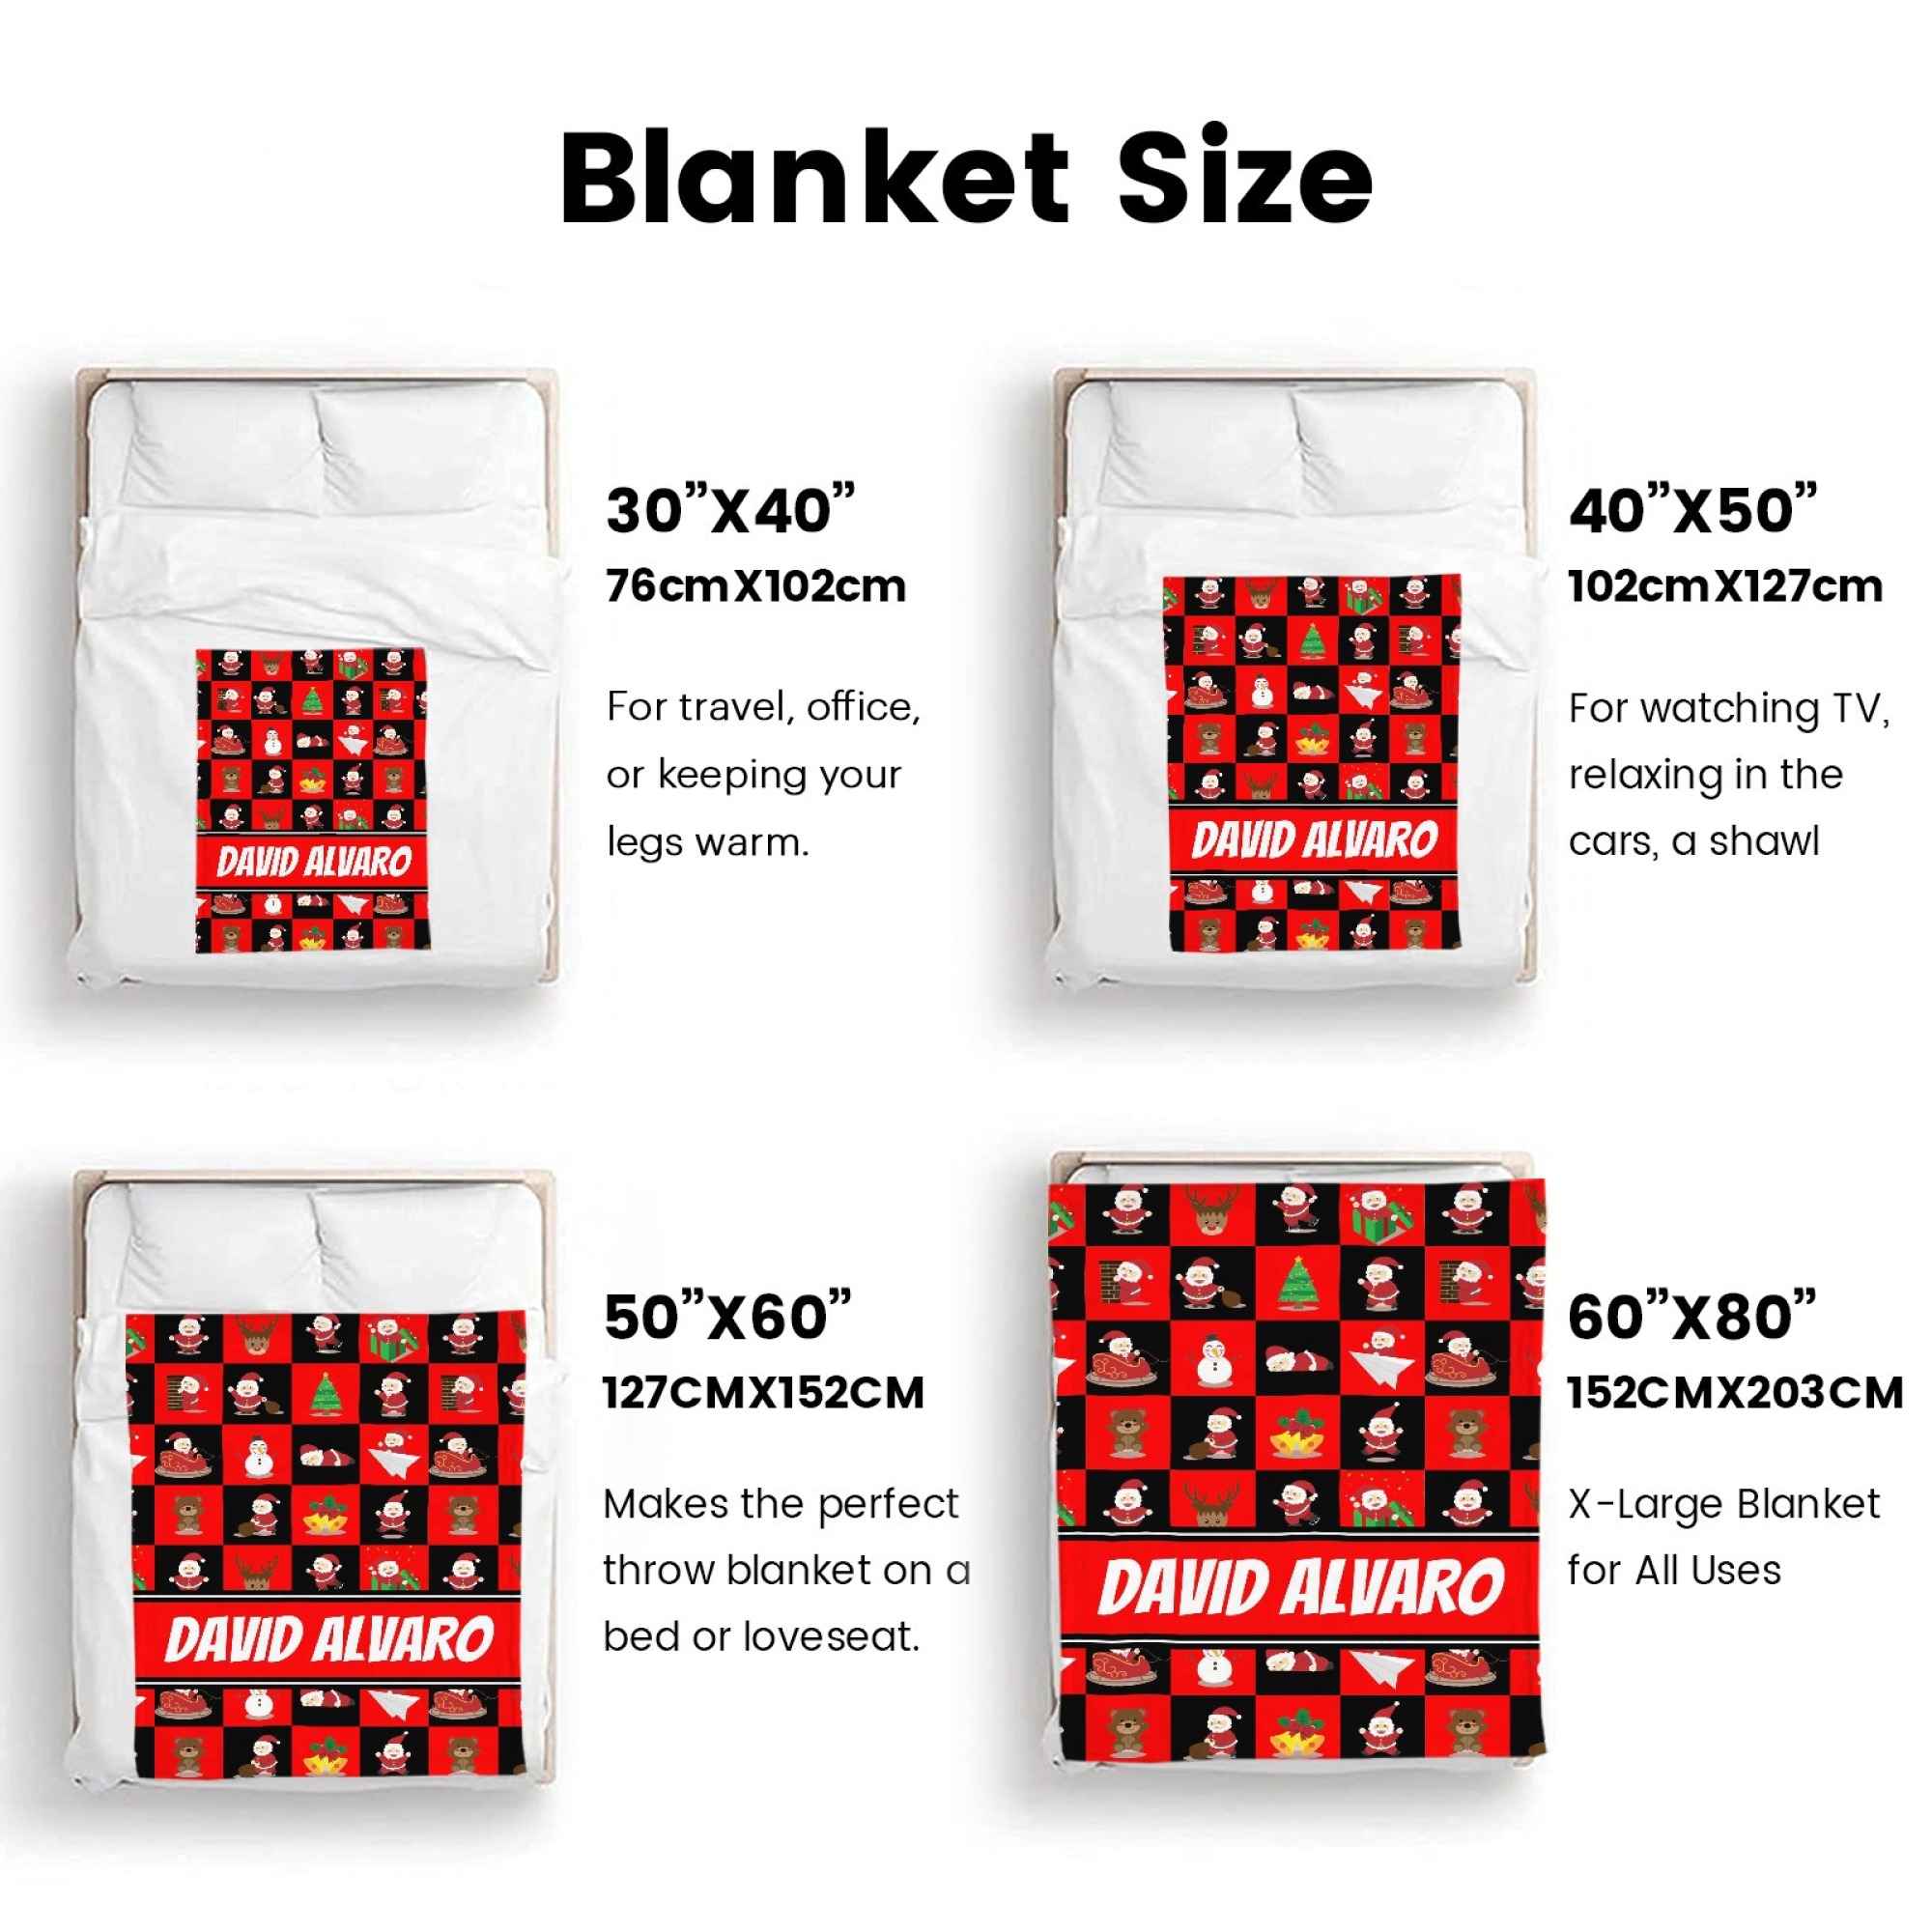 Blanket Size
30”X40”
76cmX102cm
For travel, office,
or keeping your
legs warm.
DAVID ALVARO
40”X50”
102cmX127cm
For watching TV,
relaxing in the
cars, a shawl
DAVID ALVARO
50”X60”
127CMX152CM
Makes the perfect
throw blanket on a
bed or loveseat.
DAVID ALVARO
60”X80”
152CMX203CM
X-Large Blanket
for All Uses
DAVID ALVARO